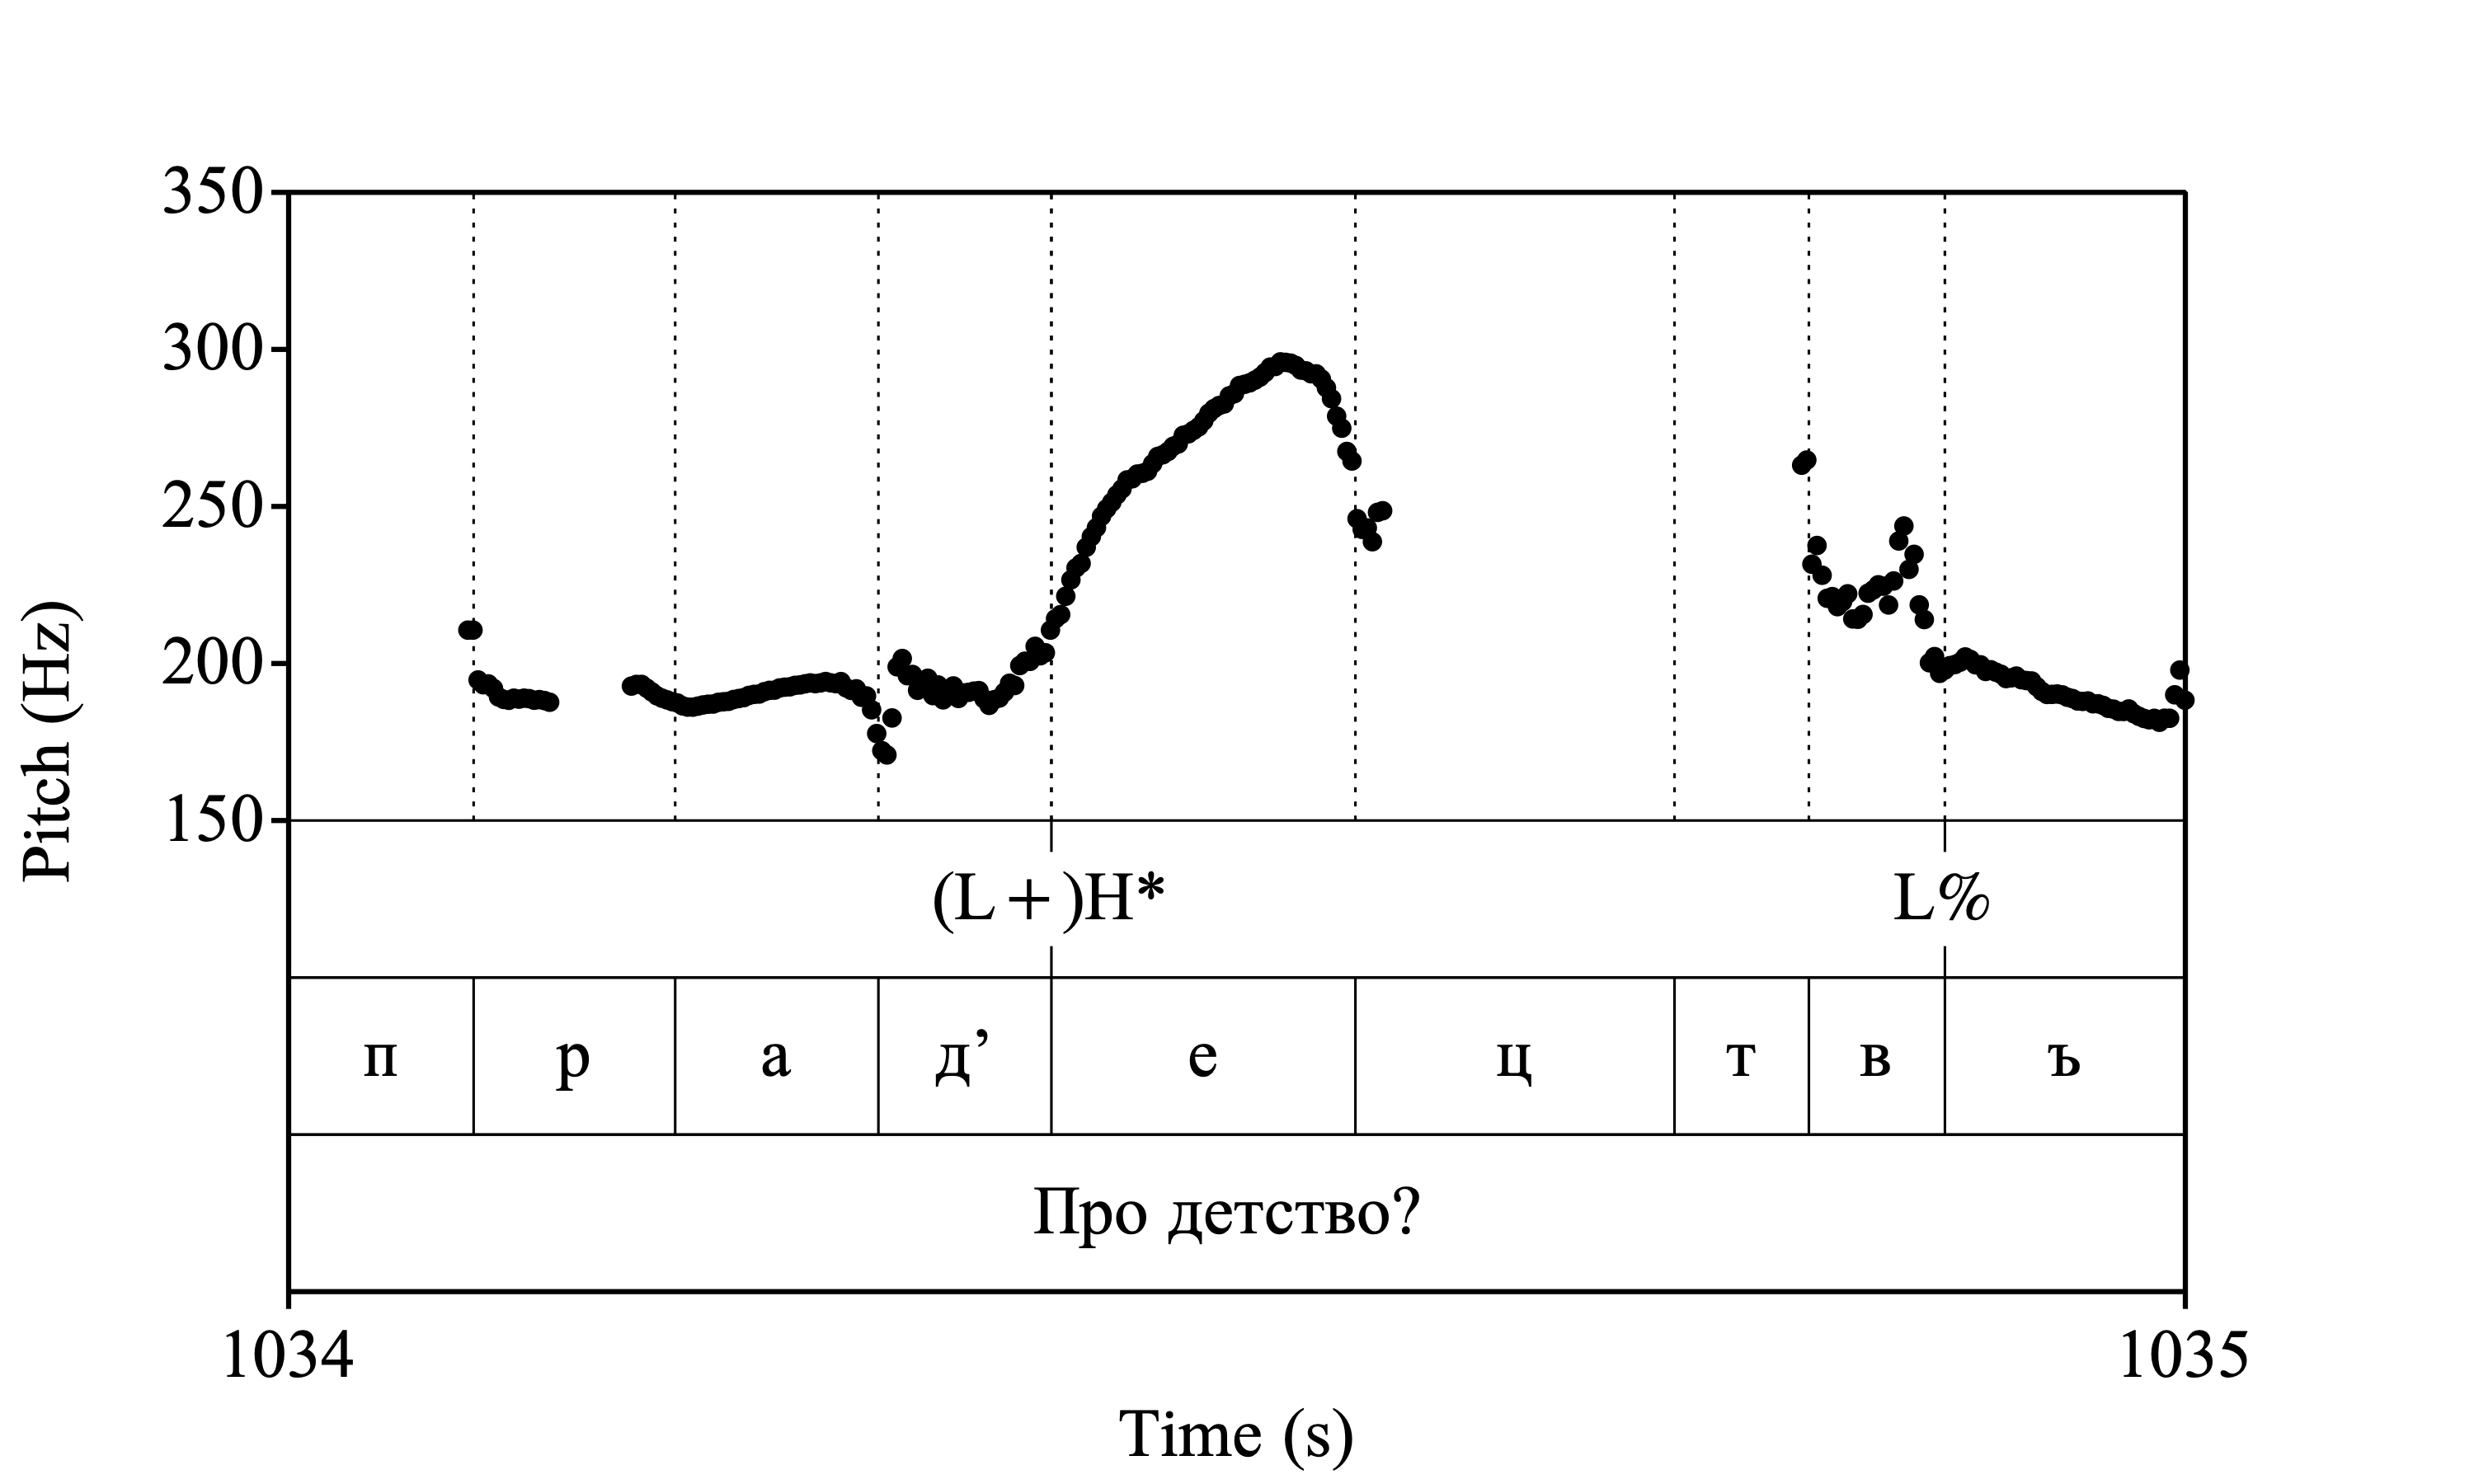 350
300
250
200
150
Pitch (Hz)
(L+)H* L%
п р а д’ е ц т в ъ
Про детство?
1034 1035
Time (s)